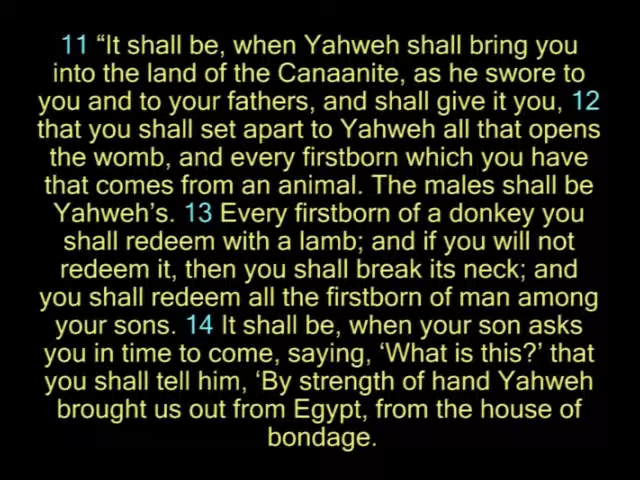 11 “It shall be, when Yahweh shall bring you
into the land of the Canaanite, as he swore to
you and to your fathers, and shall give it you, 12
that you shall set apart to Yahweh all that opens
the womb, and every firstborn which you have
that comes from an animal. The males shall be
Yahweh’s. 13 Every firstborn of a donkey you
shall redeem with a lamb; and if you will not
redeem it, then you shall break its neck; and
you shall redeem all the firstborn of man among
your sons. 14 It shall be, when your son asks
you in time to come, saying, ‘What is this?’ that
you shall tell him, ‘By strength of hand Yahweh
brought us out from Egypt, from the house of
bondage.